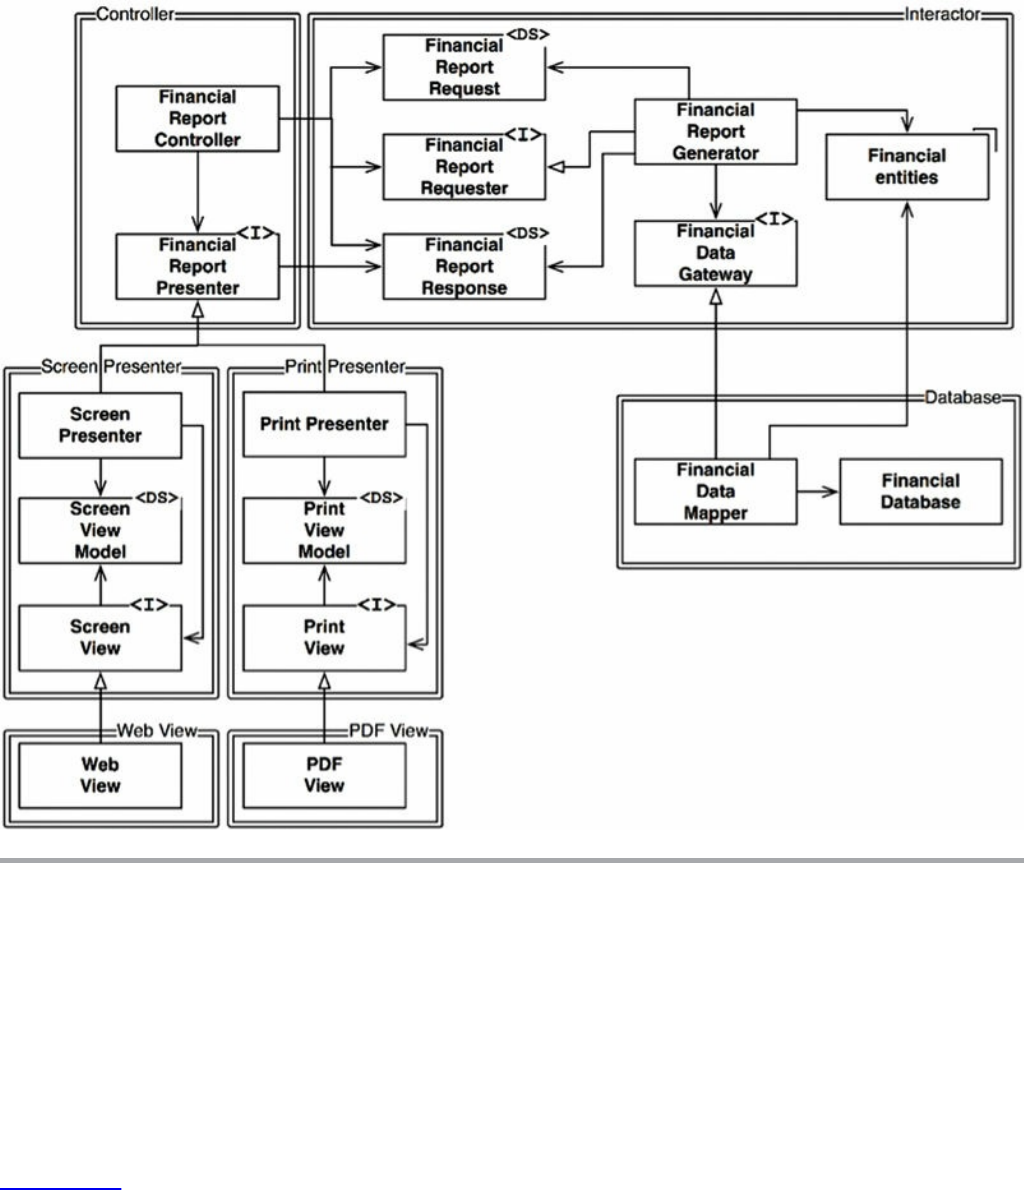 Controller
Interactor
<DS>
Financial
Report
Request
Financial
Report
Controller
Financial
Report
Generator
<I>
Financial
Report
Requester
Financial
entities
<I>
Financial
Report
Presenter
<DS>
Financial
Report
Response
<I>
Financial
Data
Gateway
Screen Presenter
Print Presenter
Database
Screen
Presenter
Print Presenter
Financial
Data
Mapper
Financial
Database
<DS>
Screen
View
Model
<DS>
Print
View
Model
<I>
Screen
View
<I>
Print
View
Web View
PDF View
Web
View
PDF
View